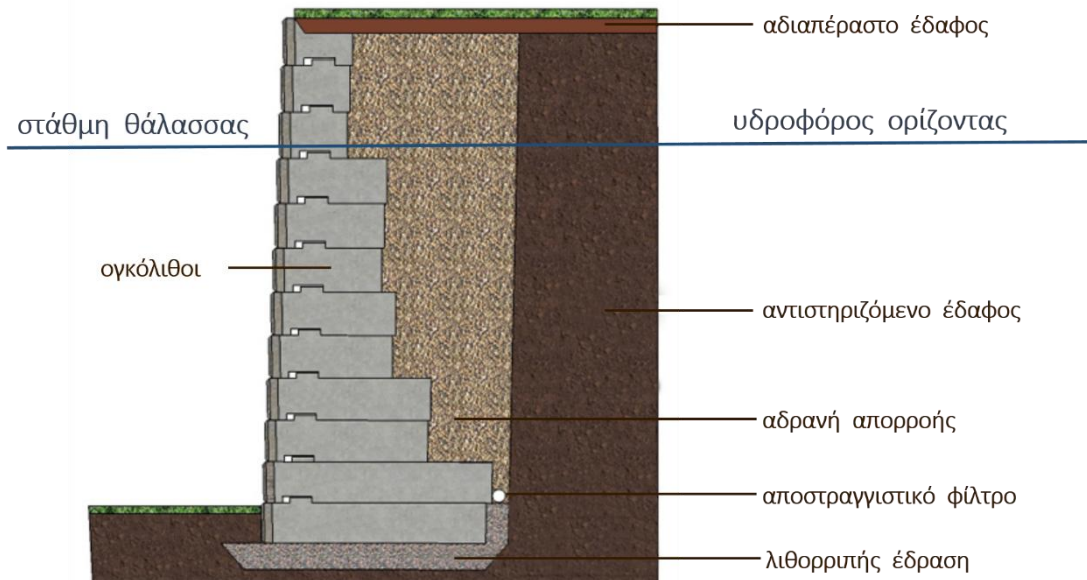 αδιαπέραστο έδαφος
στάθμη θάλασσας
υδροφόρος ορίζοντας
ογκόλιθοι
αντιστηριζόμενο έδαφος
αδρανή απορροής
αποστραγγιστικό φίλτρο
λιθορριπής έδραση